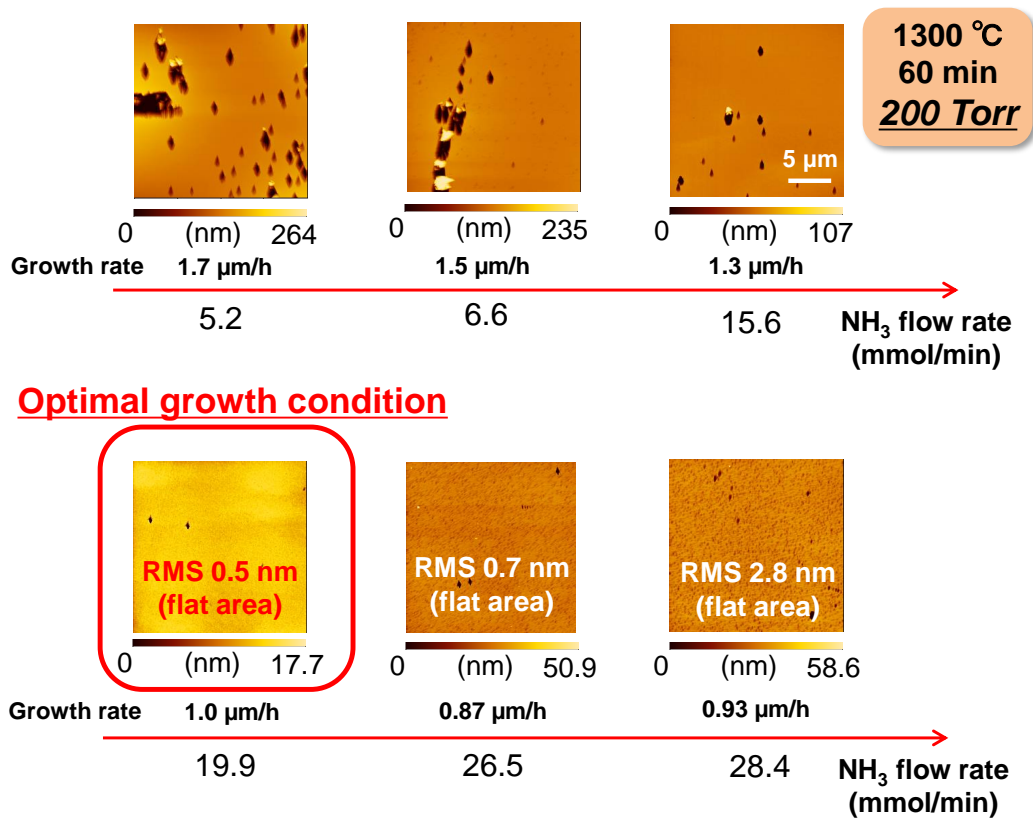 1300 ℃
60 min
200 Torr
5 µm
0 (nm) 264
0 (nm) 235
0 (nm) 107
Growth rate 1.7 µm/h 1.5 µm/h 1.3 µm/h
5.2 6.6 15.6 NH₃ flow rate
(mmol/min)
Optimal growth condition
RMS 0.5 nm
(flat area)
RMS 0.7 nm
(flat area)
RMS 2.8 nm
(flat area)
0 (nm) 17.7
0 (nm) 50.9
0 (nm) 58.6
Growth rate 1.0 µm/h 0.87 µm/h 0.93 µm/h
19.9 26.5 28.4 NH₃ flow rate
(mmol/min)